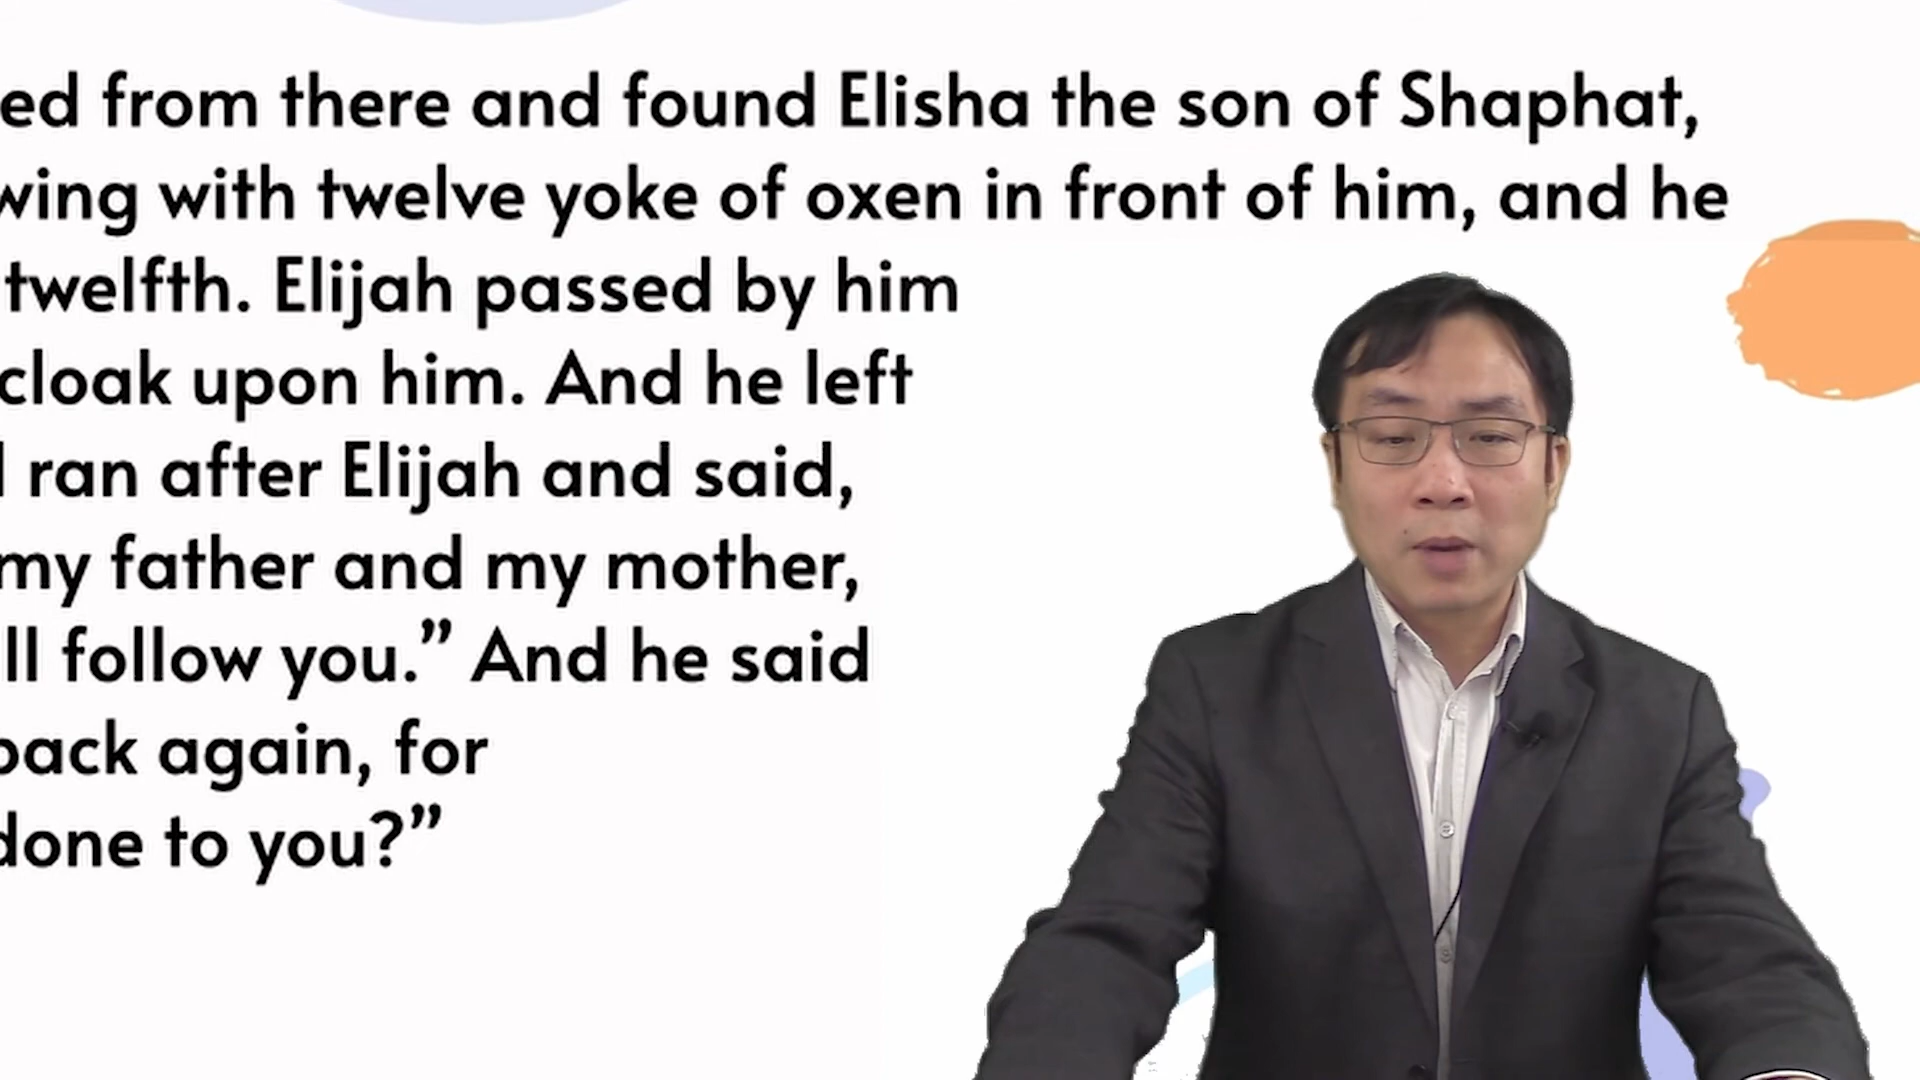 ed from there and found Elisha the son of Shaphat,
wing with twelve yoke of oxen in front of him, and he
twelfth. Elijah passed by him
cloak upon him. And he left
ran after Elijah and said,
my father and my mother,
ll follow you.” And he said
back again, for
done to you?”